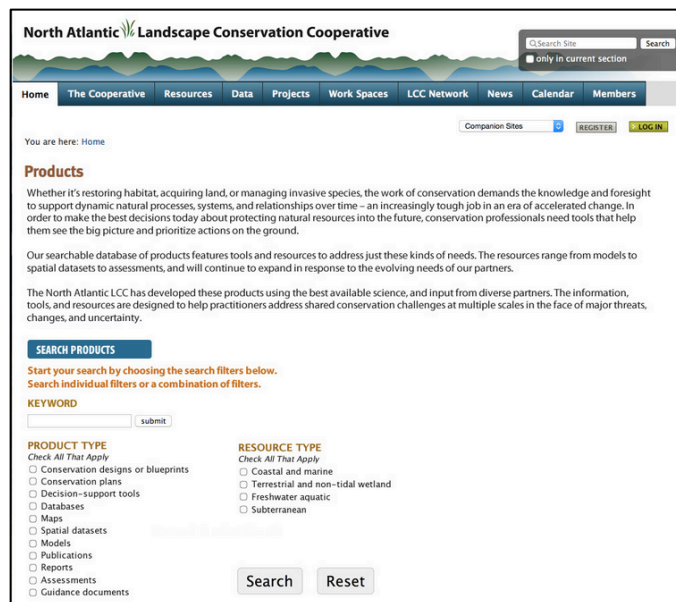 North Atlantic Landscape Conservation Cooperative
Search Site
Search
only in current section
Home The Cooperative Resources Data Projects Work Spaces LCC Network News Calendar Members
Companion Sites REGISTER LOG IN
You are here: Home
Products
Whether it's restoring habitat, acquiring land, or managing invasive species, the work of conservation demands the knowledge and foresight
to support dynamic natural processes, systems, and relationships over time – an increasingly tough job in an era of accelerated change. In
order to make the best decisions today about protecting natural resources into the future, conservation professionals need tools that help
them see the big picture and prioritize actions on the ground.
Our searchable database of products features tools and resources to address just these kinds of needs. The resources range from models to
spatial datasets to assessments, and will continue to expand in response to the evolving needs of our partners.
The North Atlantic LCC has developed these products using the best available science, and input from diverse partners. The information,
tools, and resources are designed to help practitioners address shared conservation challenges at multiple scales in the face of major threats,
changes, and uncertainty.
SEARCH PRODUCTS
Start your search by choosing the search filters below.
Search individual filters or a combination of filters.
KEYWORD
submit
PRODUCT TYPE
Check All That Apply
Conservation designs or blueprints
Conservation plans
Decision-support tools
Databases
Maps
Spatial datasets
Models
Publications
Reports
Assessments
Guidance documents
RESOURCE TYPE
Check All That Apply
Coastal and marine
Terrestrial and non-tidal wetland
Freshwater aquatic
Subterranean
Search Reset